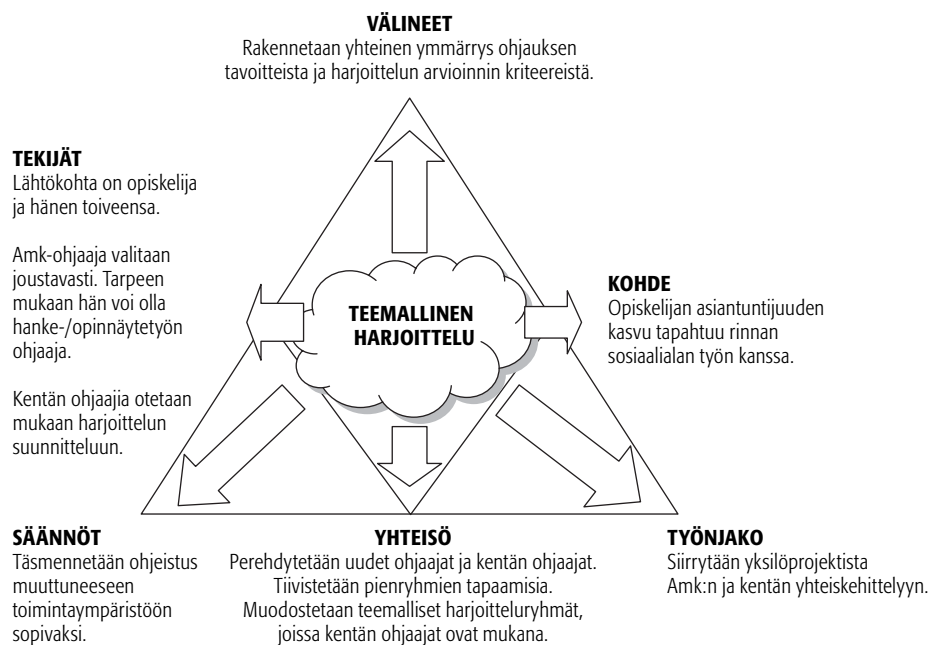 VÄLINEET
Rakennetaan yhteinen ymmärrys ohjauksen
tavoitteista ja harjoittelun arvioinnin kriteereistä.
TEKIJÄT
Lähtökohta on opiskelija
ja hänen toiveensa.
Amk-ohjaaja valitaan
joustavasti. Tarpeen
mukaan hän voi olla
hanke-/opinnäytetyön
ohjaaja.
Kentän ohjaajia otetaan
mukaan harjoittelun
suunnitteluun.
TEEMALLINEN
HARJOITTELU
KOHDE
Opiskelijan asiantuntijuuden
kasvu tapahtuu rinnan
sosiaalialan työn kanssa.
SÄÄNNÖT
Täsmennetään ohjeistus
muuttuneeseen
toimintaympäristöön
sopivaksi.
YHTEISÖ
Perehdytetään uudet ohjaajat ja kentän ohjaajat.
Tiivistetään pienryhmien tapaamisia.
Muodostetaan teemalliset harjoitteluryhmät,
joissa kentän ohjaajat ovat mukana.
TYÖNJAKO
Siirrytään yksilöprojektista
Amk:n ja kentän yhteiskehittelyyn.